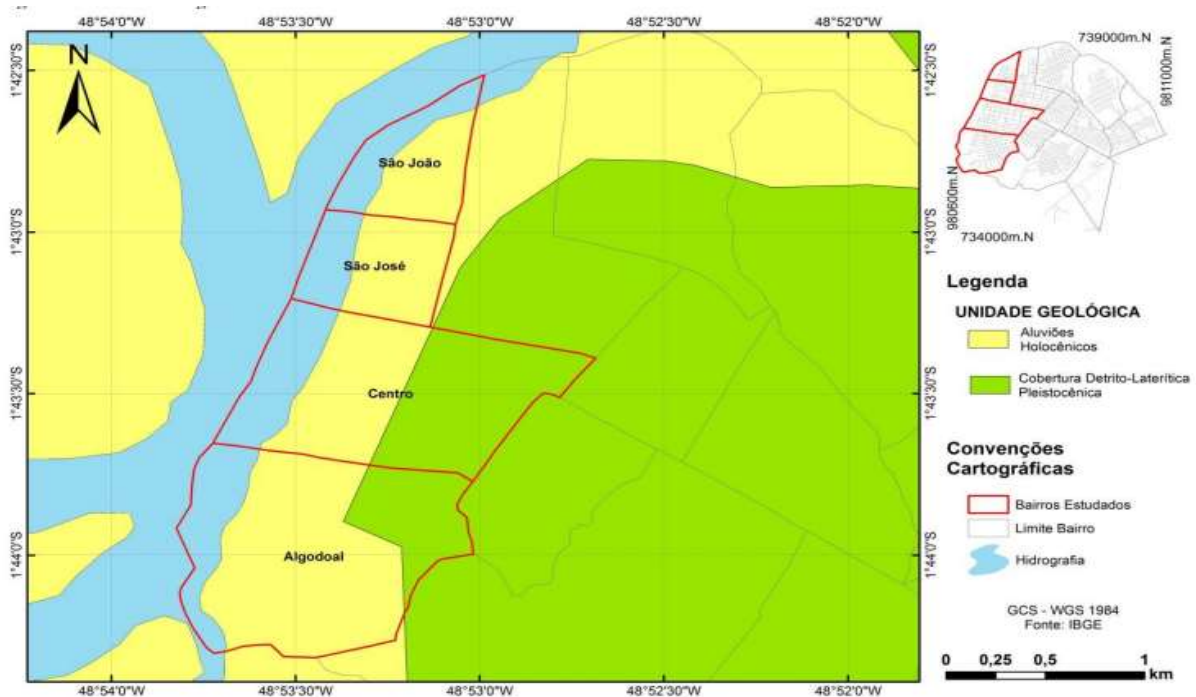 48°54'0"W
48°53'30"W
48°53'0"W
48°52'30"W
48°52'0"W
N
1°42'30"S
1°43'0"S
1°43'30"S
1°44'0"S
São João
São José
Centro
Algodoal
1°42'30"S
1°43'0"S
1°43'30"S
1°44'0"S
48°54'0"W
48°53'30"W
48°53'0"W
48°52'30"W
48°52'0"W
739000m.N
9811000m.N
980600m.N
734000m.N
Legenda
UNIDADE GEOLÓGICA
Aluviões
Holocênicos
Cobertura Detrito-Laterítica
Pleistocênica
Convenções
Cartográficas
Bairros Estudados
Limite Bairro
Hidrografia
GCS - WGS 1984
Fonte: IBGE
0 0,25 0,5 1
km